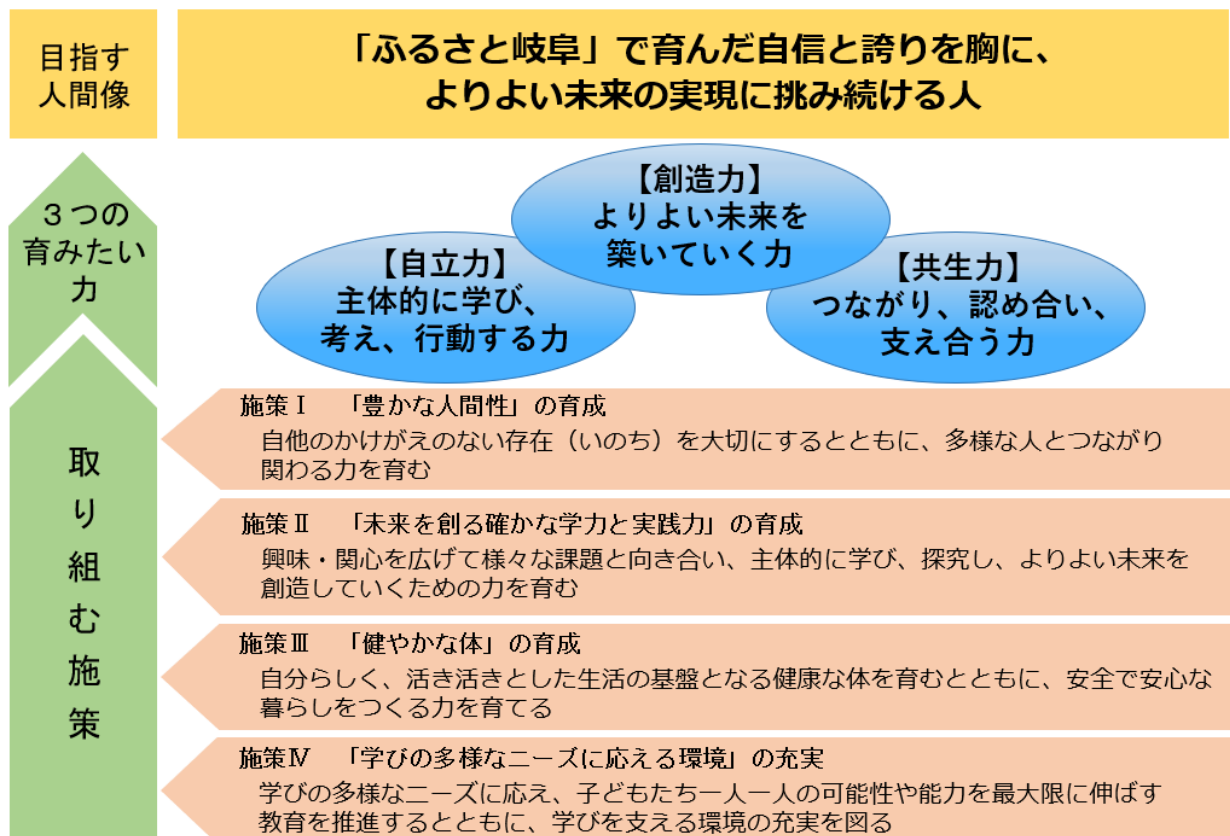 目指す
人間像
「ふるさと岐阜」で育んだ自信と誇りを胸に、
よりよい未来の実現に挑み続ける人
３つの
育みたい
力
【創造力】
よりよい未来を
築いていく力
【自立力】
主体的に学び、
考え、行動する力
【共生力】
つながり、認め合い、
支え合う力
取り組む施策
施策Ⅰ　「豊かな人間性」の育成
自他のかけがえのない存在（いのち）を大切にするとともに、多様な人とつながり
関わる力を育む
施策Ⅱ　「未来を創る確かな学力と実践力」の育成
興味・関心を広げて様々な課題と向き合い、主体的に学び、探究し、よりよい未来を
創造していくための力を育む
施策Ⅲ　「健やかな体」の育成
自分らしく、活き活きとした生活の基盤となる健康な体を育むとともに、安全で安心な
暮らしをつくる力を育てる
施策Ⅳ　「学びの多様なニーズに応える環境」の充実
学びの多様なニーズに応え、子どもたち一人一人の可能性や能力を最大限に伸ばす
教育を推進するとともに、学びを支える環境の充実を図る